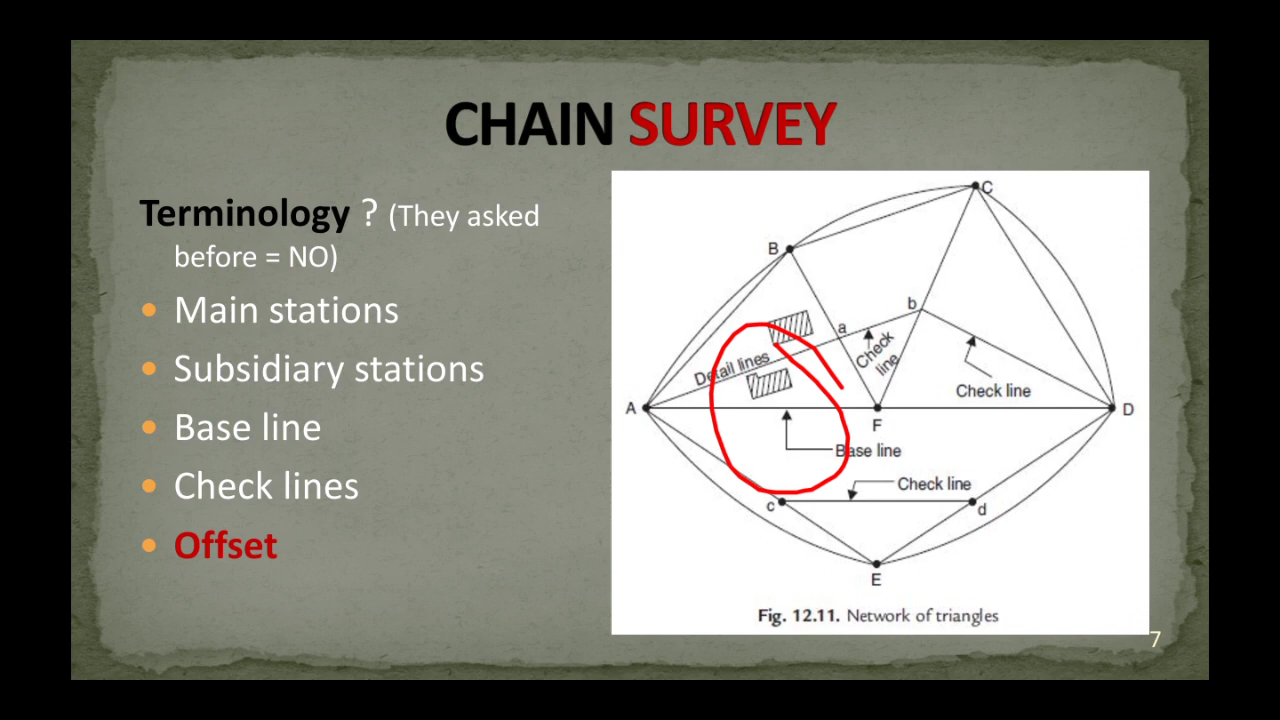 CHAIN SURVEY
Terminology ? (They asked
before = NO)
• Main stations
• Subsidiary stations
• Base line
• Check lines
• Offset
C
B
b
a
Check
line
Detail lines
Check line
A
D
F
Base line
Check line
c
d
E
Fig. 12.11. Network of triangles
7